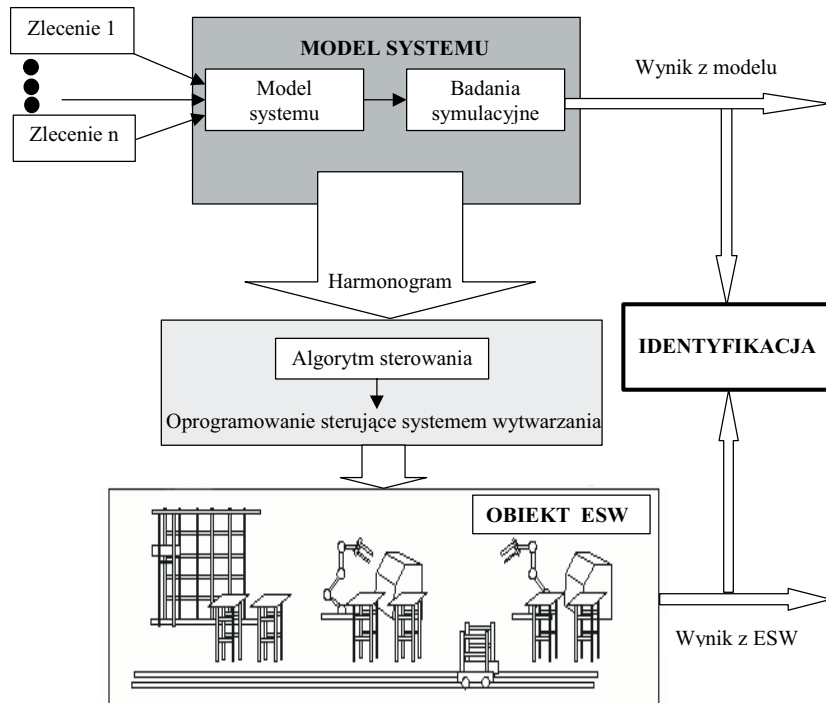 Zlecenie 1
MODEL SYSTEMU
Wynik z modelu
Model
systemu
Badania
symulacyjne
Zlecenie n
Harmonogram
IDENTYFIKACJA
Algorytm sterowania
Oprogramowanie sterujące systemem wytwarzania
OBIEKT ESW
Wynik z ESW